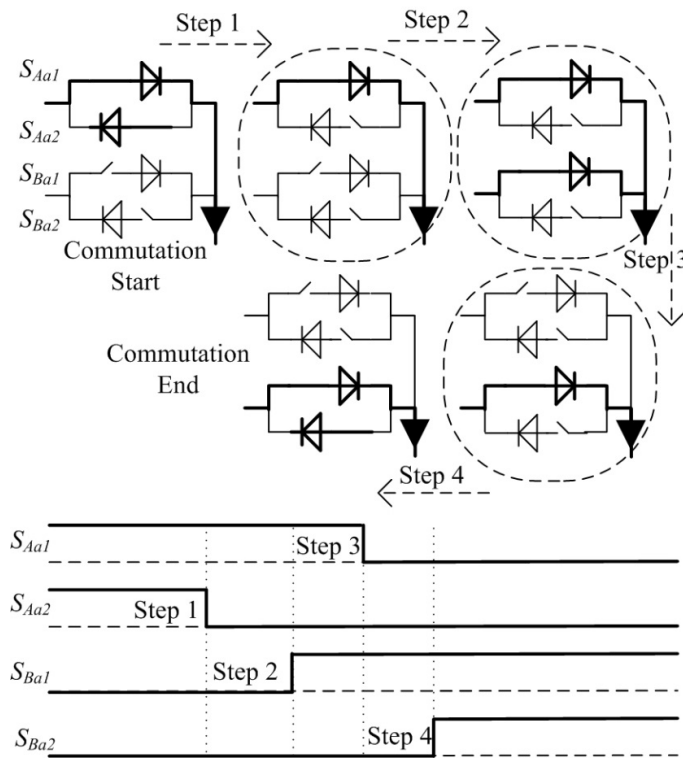 Step 1
Step 2
S_Aa1
S_Aa2
S_Ba1
S_Ba2
Commutation
Start
Step 3
Commutation
End
Step 4
S_Aa1
Step 3
S_Aa2
Step 1
S_Ba1
Step 2
S_Ba2
Step 4